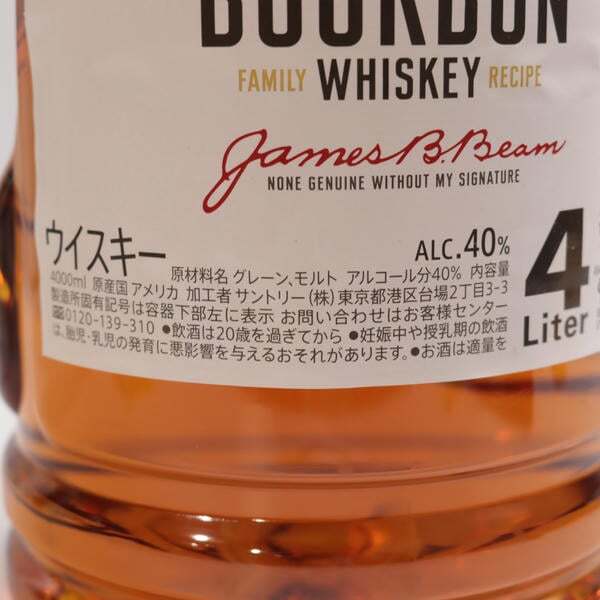 BOURBON
FAMILY WHISKEY RECIPE
James B. Beam
NONE GENUINE WITHOUT MY SIGNATURE
ウイスキー
ALC.40%
4
Liter
原材料名 グレーン､モルト アルコール分40% 内容量
4000ml 原産国 アメリカ 加工者 サントリー(株)東京都港区台場2丁目3-3
製造所固有記号は容器下部左に表示 お問い合わせはお客様センター
0120-139-310 ●飲酒は20歳を過ぎてから ●妊娠中や授乳期の飲酒
は､胎児･乳児の発育に悪影響を与えるおそれがあります｡●お酒は適量を